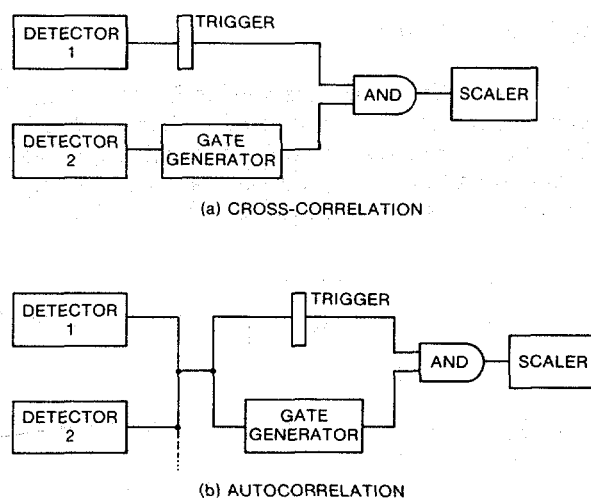 TRIGGER
DETECTOR
1
AND
SCALER
DETECTOR
2
GATE
GENERATOR
(a) CROSS-CORRELATION
TRIGGER
DETECTOR
1
AND
SCALER
DETECTOR
2
GATE
GENERATOR
(b) AUTOCORRELATION